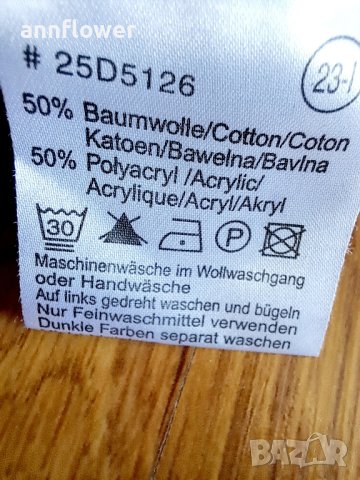 annflower
# 25D5126
23-I
50% Baumwolle/Cotton/Coton
Katoen/Bawelna/Bavlna
50% Polyacryl /Acrylic/
Acrylique/Acryl/Akryl
30 P
Maschinenwäsche im Wollwaschgang
oder Handwäsche
Auf links gedreht waschen und bügeln
Nur Feinwaschmittel verwenden
Dunkle Farben separat waschen
BAZAR